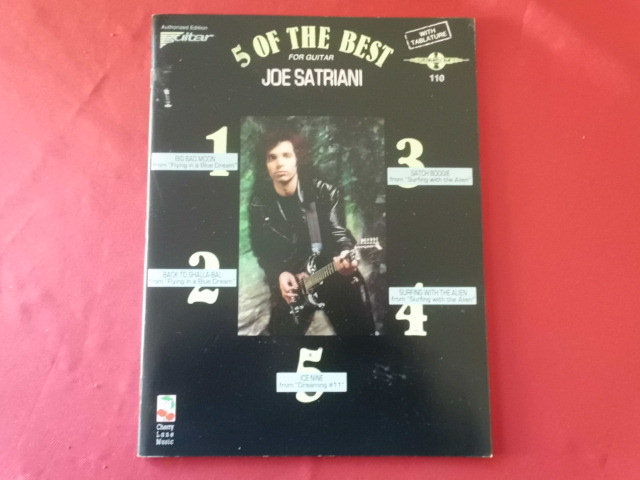 Authorized Edition
Guitar
5 OF THE BEST
FOR GUITAR
JOE SATRIANI
WITH
TABLATURE
110
1
BIG BAD MOON
from "Flying in a Blue Dream"
2
BACK TO SHALLA-BAL
from "Flying in a Blue Dream"
3
SATCH BOOGIE
from "Surfing with the Alien"
4
SURFING WITH THE ALIEN
from "Surfing with the Alien"
5
ICE NINE
from "Dreaming #11"
Cherry
Lane
Music